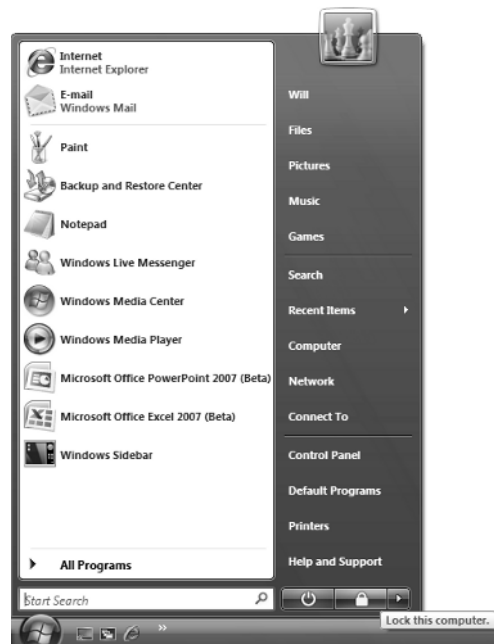 Internet
Internet Explorer
E-mail
Windows Mail
Paint
Backup and Restore Center
Notepad
Windows Live Messenger
Windows Media Center
Windows Media Player
Microsoft Office PowerPoint 2007 (Beta)
Microsoft Office Excel 2007 (Beta)
Windows Sidebar
All Programs
Start Search
Will
Files
Pictures
Music
Games
Search
Recent Items
Computer
Network
Connect To
Control Panel
Default Programs
Printers
Help and Support
Lock this computer.